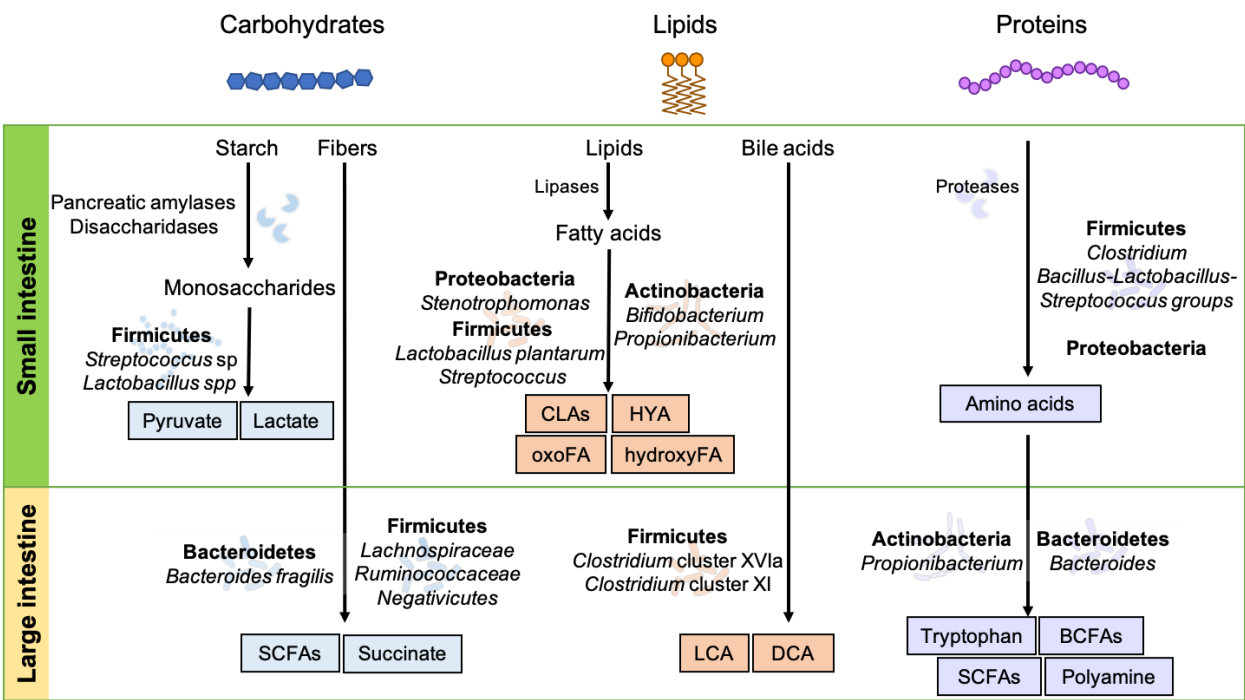 Carbohydrates
Lipids
Proteins
Small intestine
Starch
Fibers
Pancreatic amylases
Disaccharidases
Monosaccharides
Firmicutes
Streptococcus sp
Lactobacillus spp
Pyruvate
Lactate
Lipids
Bile acids
Lipases
Fatty acids
Proteobacteria
Stenotrophomonas
Firmicutes
Lactobacillus plantarum
Streptococcus
Actinobacteria
Bifidobacterium
Propionibacterium
CLAs
HYA
oxoFA
hydroxyFA
Proteases
Firmicutes
Clostridium
Bacillus-Lactobacillus-
Streptococcus groups
Proteobacteria
Amino acids
Large intestine
Bacteroidetes
Bacteroides fragilis
Firmicutes
Lachnospiraceae
Ruminococcaceae
Negativicutes
SCFAs
Succinate
Firmicutes
Clostridium cluster XVIa
Clostridium cluster XI
LCA
DCA
Actinobacteria
Propionibacterium
Bacteroidetes
Bacteroides
Tryptophan
BCFAs
SCFAs
Polyamine